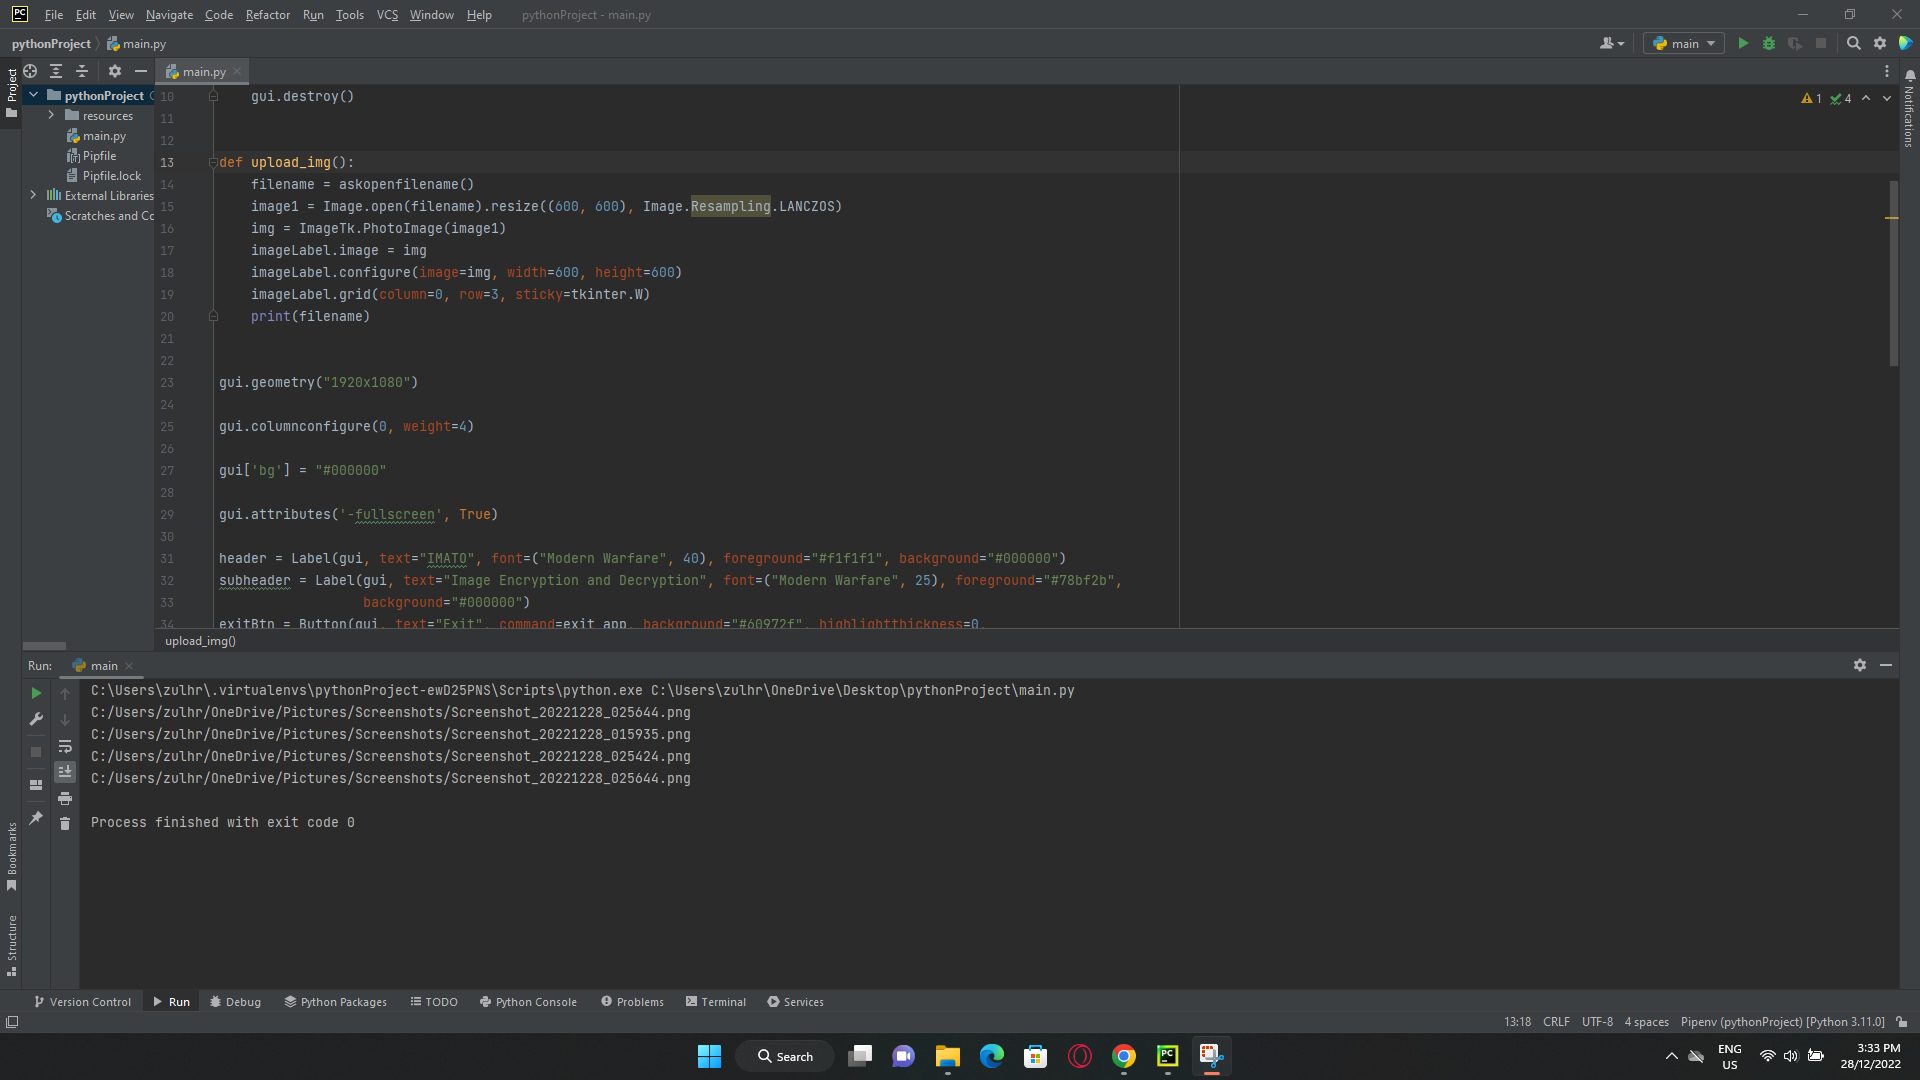 PC File Edit View Navigate Code Refactor Run Tools VCS Window Help pythonProject - main.py
pythonProject main.py main
Project main.py
pythonProject
resources
main.py
Pipfile
Pipfile.lock
External Libraries
Scratches and Co
1 4
Notifications
10 gui.destroy()
11
12
13 def upload_img():
14 filename = askopenfilename()
15 image1 = Image.open(filename).resize((600, 600), Image.Resampling.LANCZOS)
16 img = ImageTk.PhotoImage(image1)
17 imageLabel.image = img
18 imageLabel.configure(image=img, width=600, height=600)
19 imageLabel.grid(column=0, row=3, sticky=tkinter.W)
20 print(filename)
21
22
23 gui.geometry("1920x1080")
24
25 gui.columnconfigure(0, weight=4)
26
27 gui['bg'] = "#000000"
28
29 gui.attributes('-fullscreen', True)
30
31 header = Label(gui, text="IMATO", font=("Modern Warfare", 40), foreground="#f1f1f1", background="#000000")
32 subheader = Label(gui, text="Image Encryption and Decryption", font=("Modern Warfare", 25), foreground="#78bf2b",
33 background="#000000")
34 exitBtn = Button(gui, text="Exit", command=exit_app, background="#60972f", highlightthickness=0,
upload_img()
Run: main
C:\Users\zulhr\.virtualenvs\pythonProject-ewD25PNS\Scripts\python.exe C:\Users\zulhr\OneDrive\Desktop\pythonProject\main.py
C:/Users/zulhr/OneDrive/Pictures/Screenshots/Screenshot_20221228_025644.png
C:/Users/zulhr/OneDrive/Pictures/Screenshots/Screenshot_20221228_015935.png
C:/Users/zulhr/OneDrive/Pictures/Screenshots/Screenshot_20221228_025424.png
C:/Users/zulhr/OneDrive/Pictures/Screenshots/Screenshot_20221228_025644.png
Process finished with exit code 0
Bookmarks
Structure
Version Control Run Debug Python Packages TODO Python Console Problems Terminal Services
13:18 CRLF UTF-8 4 spaces Pipenv (pythonProject) [Python 3.11.0]
Search PC ENG 3:33 PM
US 28/12/2022